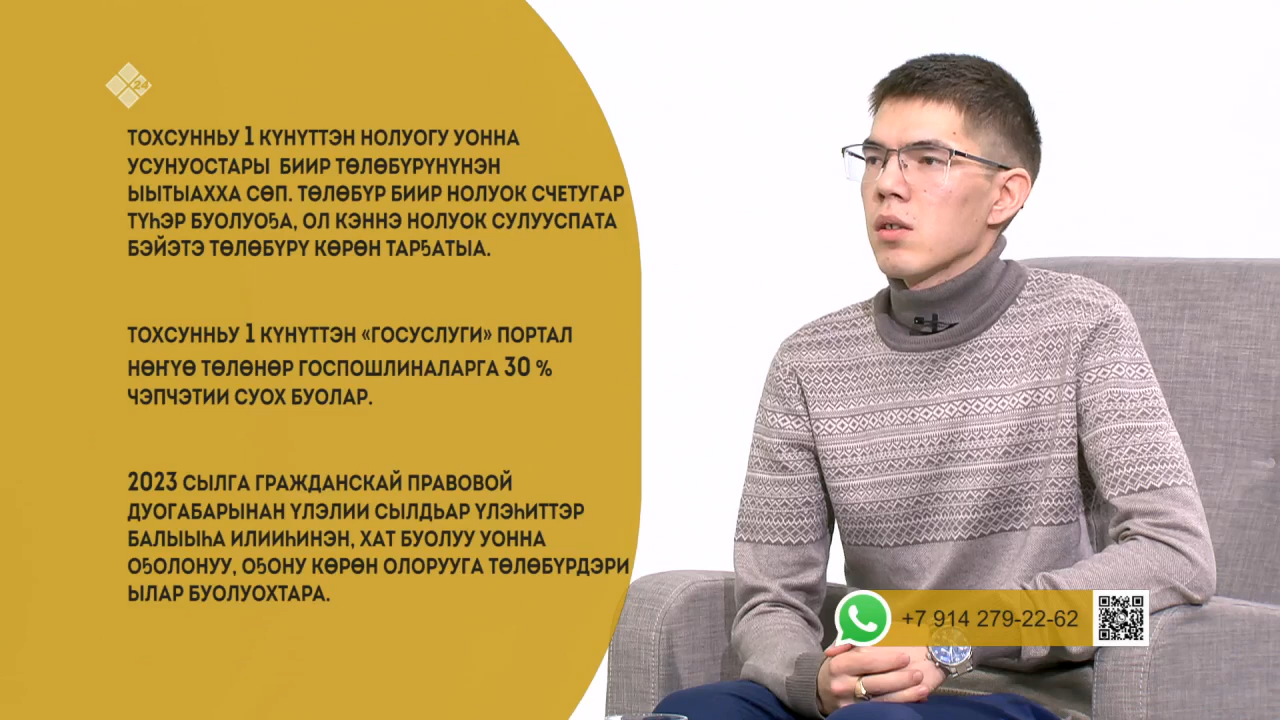 24
ТОХСУННЬУ 1 КҮНҮТТЭН НОЛУОГУ УОННА
УСУНУОСТАРЫ БИИР ТӨЛӨБҮРҮНҮНЭН
ЫЫТЫАХХА СӨП. ТӨЛӨБҮР БИИР НОЛУОК СЧЕТУГАР
ТҮҺЭР БУОЛУОҔА, ОЛ КЭННЭ НОЛУОК СУЛУУСПАТА
БЭЙЭТЭ ТӨЛӨБҮРҮ КӨРӨН ТАРҔАТЫА.
ТОХСУННЬУ 1 КҮНҮТТЭН «ГОСУСЛУГИ» ПОРТАЛ
НӨҤҮӨ ТӨЛӨНӨР ГОСПОШЛИНАЛАРГА 30 %
ЧЭПЧЭТИИ СУОХ БУОЛАР.
2023 СЫЛГА ГРАЖДАНСКАЙ ПРАВОВОЙ
ДУОГАБАРЫНАН ҮЛЭЛИИ СЫЛДЬАР ҮЛЭҺИТТЭР
БАЛЫЫҺА ИЛИИҺИНЭН, ХАТ БУОЛУУ УОННА
ОҔОЛОНУУ, ОҔОНУ КӨРӨН ОЛОРУУГА ТӨЛӨБҮРДЭРИ
ЫЛАР БУОЛУОХТАРА.
+7 914 279-22-62